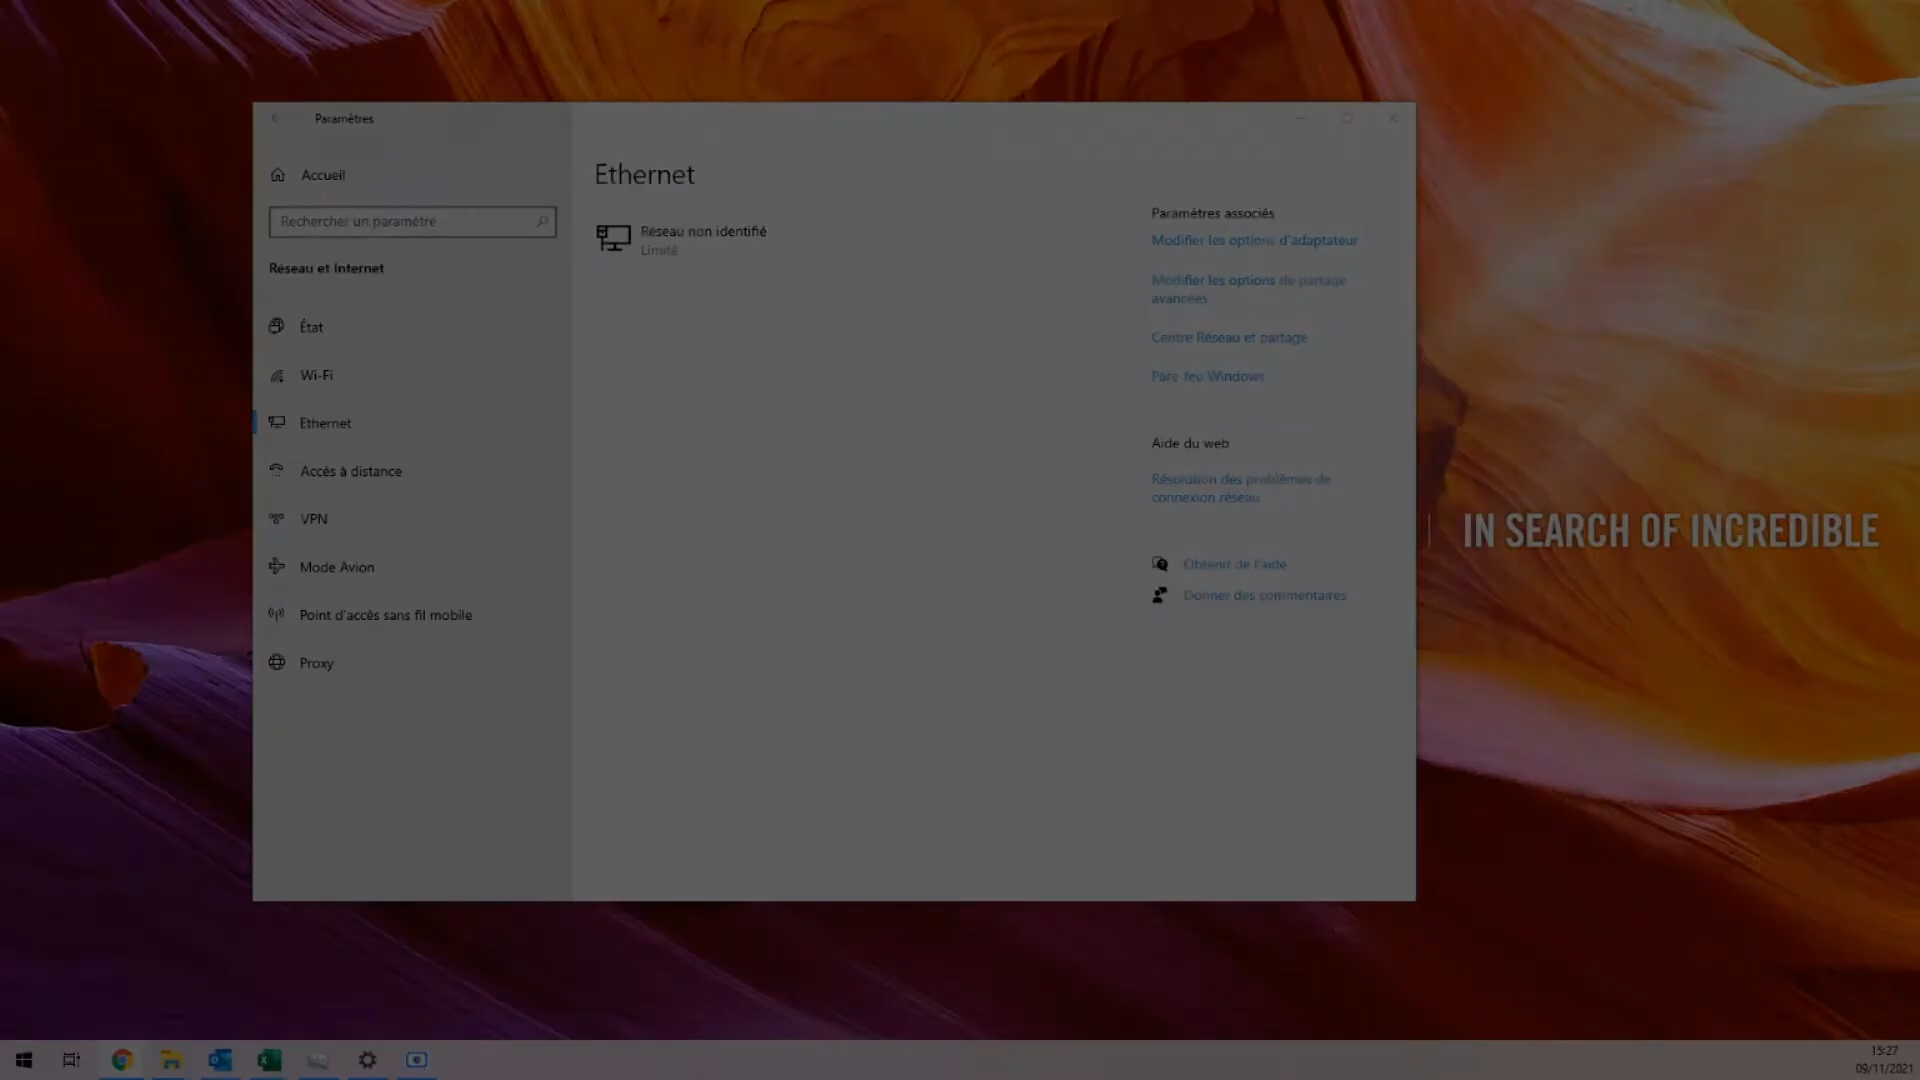 Paramètres
Accueil
Rechercher un paramètre
Réseau et Internet
État
Wi-Fi
Ethernet
Accès à distance
VPN
Mode Avion
Point d'accès sans fil mobile
Proxy
Ethernet
Réseau non identifié
Limité
Paramètres associés
Modifier les options d'adaptateur
Modifier les options de partage
avancées
Centre Réseau et partage
Pare-feu Windows
Aide du web
Résolution des problèmes de
connexion réseau
Obtenir de l'aide
Donner des commentaires
IN SEARCH OF INCREDIBLE
15:27
09/11/2021